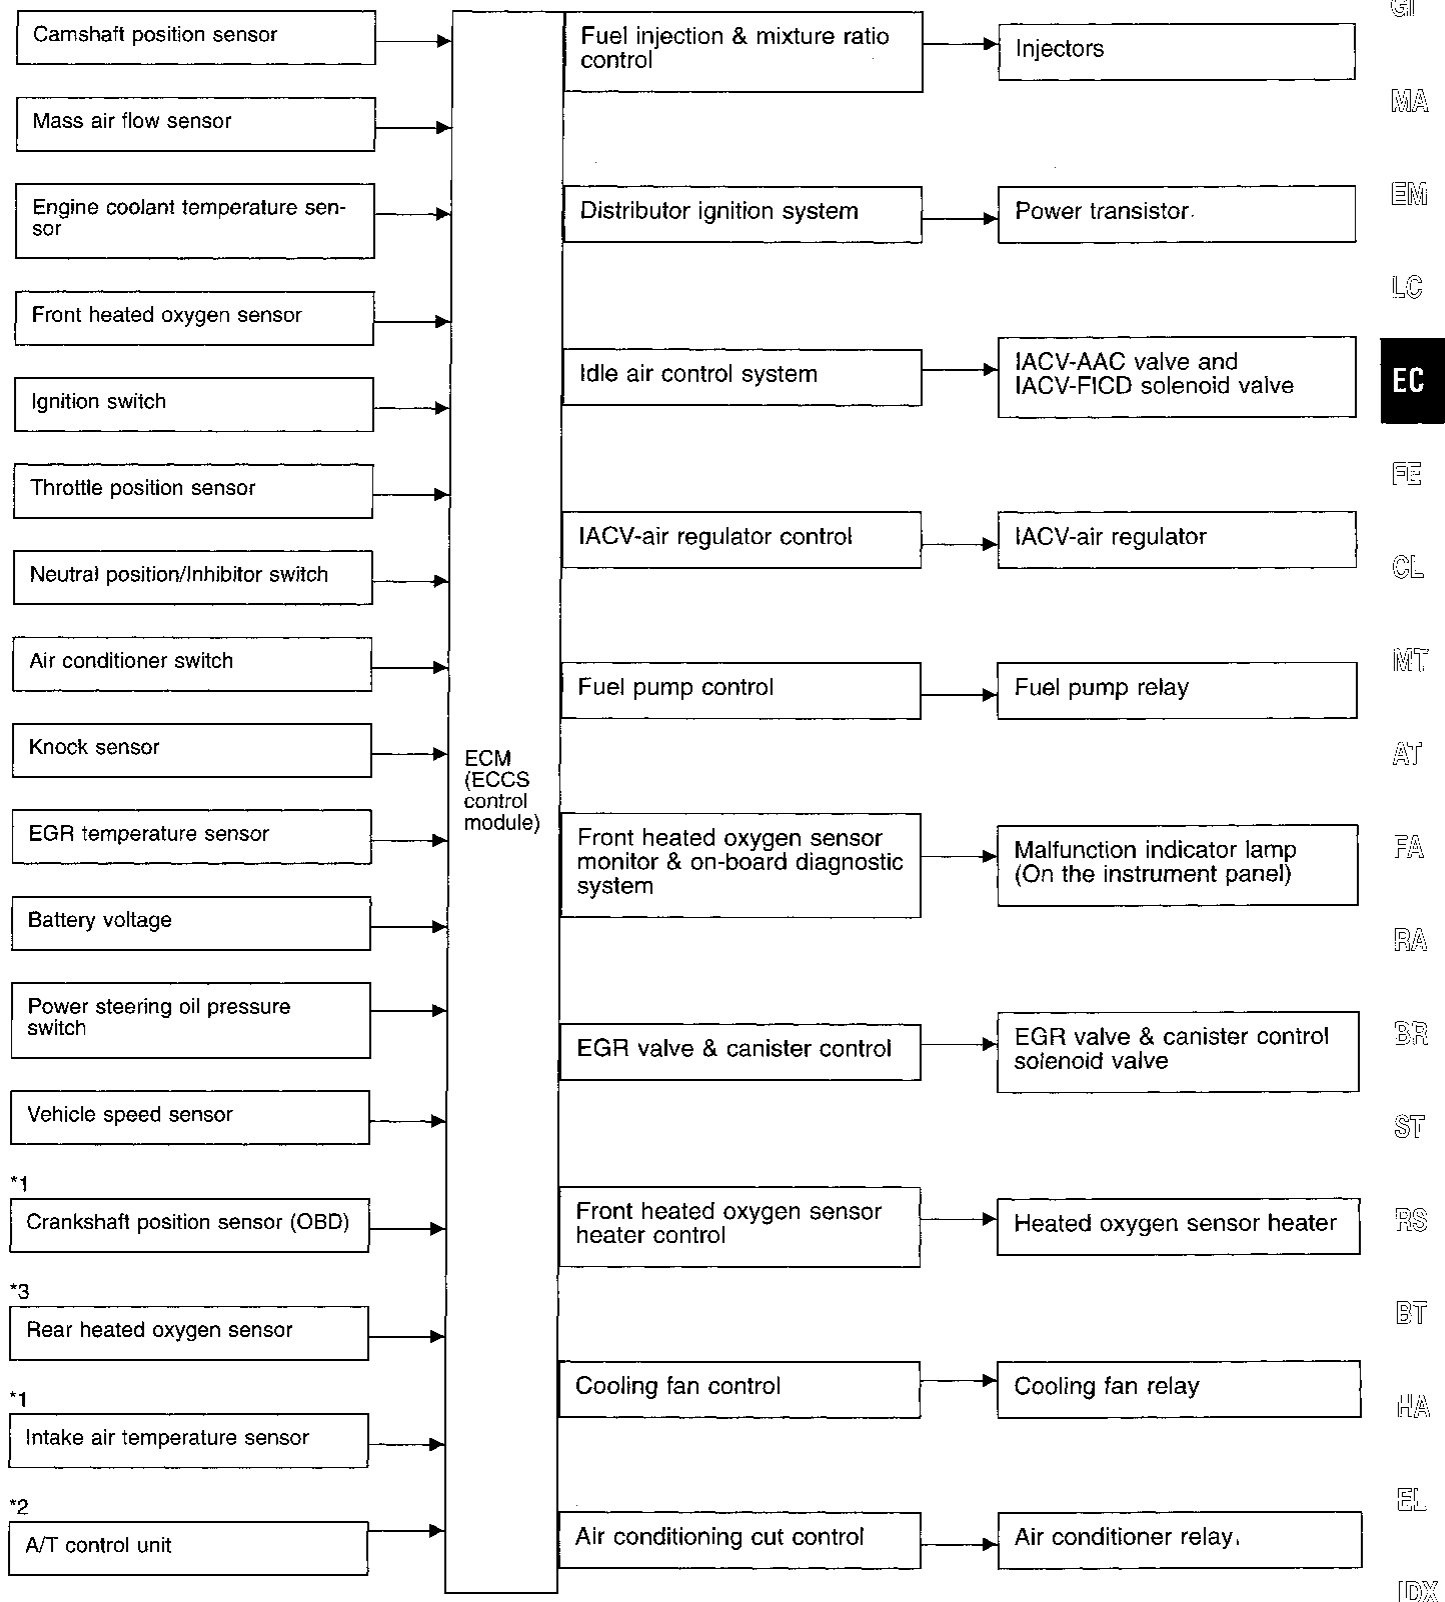 Camshaft position sensor
Mass air flow sensor
Engine coolant temperature sen-
sor
Front heated oxygen sensor
Ignition switch
Throttle position sensor
Neutral position/Inhibitor switch
Air conditioner switch
Knock sensor
EGR temperature sensor
Battery voltage
Power steering oil pressure
switch
Vehicle speed sensor
*1
Crankshaft position sensor (OBD)
*3
Rear heated oxygen sensor
*1
Intake air temperature sensor
*2
A/T control unit
ECM
(ECCS
control
module)
Fuel injection & mixture ratio
control
Injectors
Distributor ignition system
Power transistor
Idle air control system
IACV-AAC valve and
IACV-FICD solenoid valve
IACV-air regulator control
IACV-air regulator
Fuel pump control
Fuel pump relay
Front heated oxygen sensor
monitor & on-board diagnostic
system
Malfunction indicator lamp
(On the instrument panel)
EGR valve & canister control
EGR valve & canister control
solenoid valve
Front heated oxygen sensor
heater control
Heated oxygen sensor heater
Cooling fan control
Cooling fan relay
Air conditioning cut control
Air conditioner relay
GI
MA
EM
LC
EC
FE
CL
MT
AT
FA
RA
BR
ST
RS
BT
HA
EL
IDX